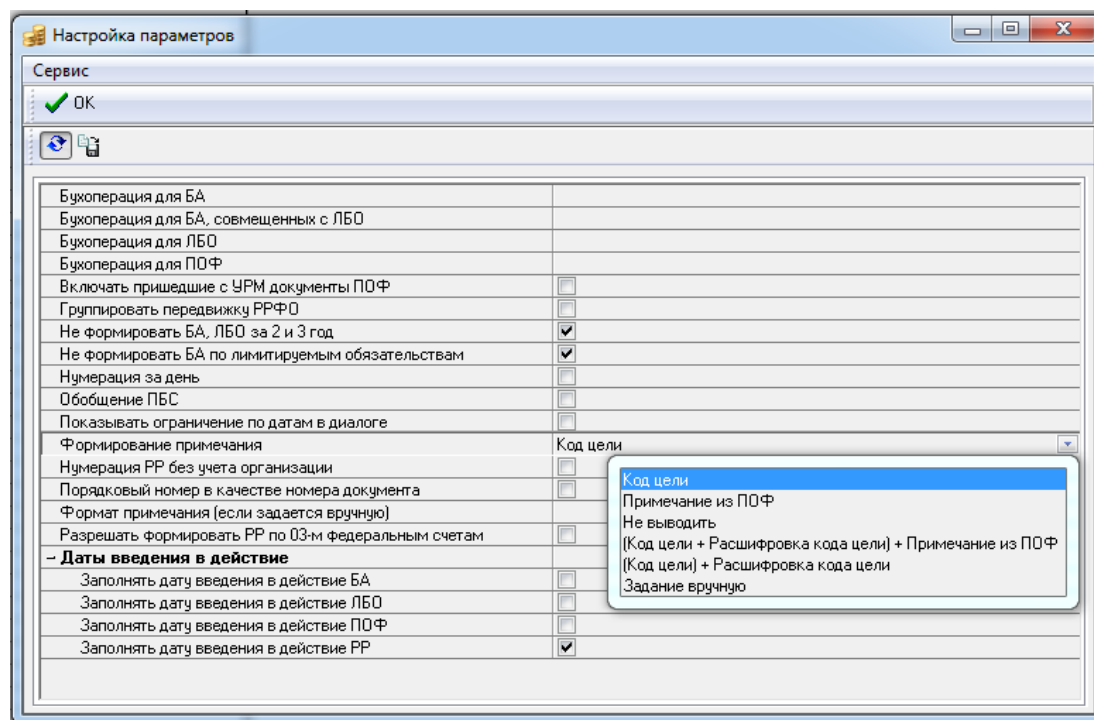 Настройка параметров
Сервис
OK
Бухоперация для БА
Бухоперация для БА, совмещенных с ЛБО
Бухоперация для ЛБО
Бухоперация для ПОФ
Включать пришедшие с УРМ документы ПОФ
Группировать передвижку РРФО
Не формировать БА, ЛБО за 2 и 3 год
Не формировать БА по лимитируемым обязательствам
Нумерация за день
Обобщение ПБС
Показывать ограничение по датам в диалоге
Формирование примечания Код цели
Нумерация РР без учета организации
Порядковый номер в качестве номера документа
Формат примечания (если задается вручную)
Разрешать формировать РР по 03-м федеральным счетам
– Даты введения в действие
Заполнять дату введения в действие БА
Заполнять дату введения в действие ЛБО
Заполнять дату введения в действие ПОФ
Заполнять дату введения в действие РР
Код цели
Примечание из ПОФ
Не выводить
(Код цели + Расшифровка кода цели) + Примечание из ПОФ
(Код цели) + Расшифровка кода цели
Задание вручную